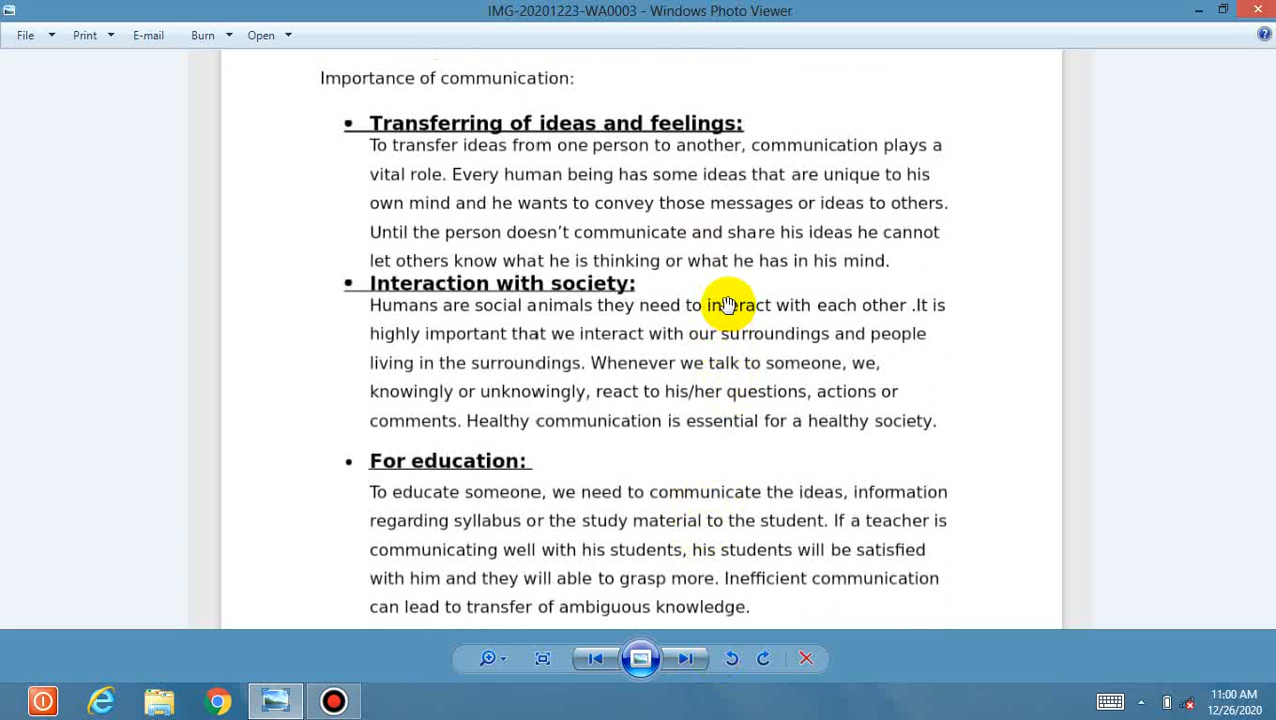 IMG-20201223-WA0003 - Windows Photo Viewer
File Print E-mail Burn Open
Importance of communication:
• Transferring of ideas and feelings:
To transfer ideas from one person to another, communication plays a
vital role. Every human being has some ideas that are unique to his
own mind and he wants to convey those messages or ideas to others.
Until the person doesn’t communicate and share his ideas he cannot
let others know what he is thinking or what he has in his mind.
• Interaction with society:
Humans are social animals they need to interact with each other .It is
highly important that we interact with our surroundings and people
living in the surroundings. Whenever we talk to someone, we,
knowingly or unknowingly, react to his/her questions, actions or
comments. Healthy communication is essential for a healthy society.
• For education:
To educate someone, we need to communicate the ideas, information
regarding syllabus or the study material to the student. If a teacher is
communicating well with his students, his students will be satisfied
with him and they will able to grasp more. Inefficient communication
can lead to transfer of ambiguous knowledge.
11:00 AM
12/26/2020